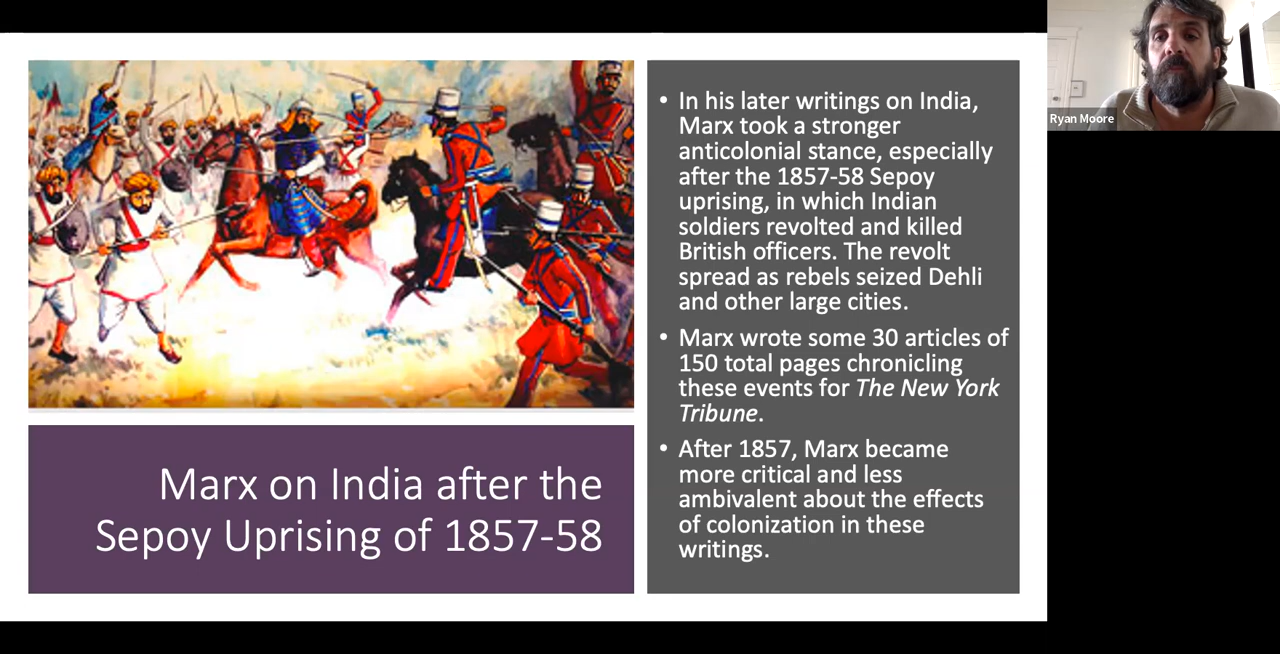 Marx on India after the
Sepoy Uprising of 1857-58
• In his later writings on India,
Marx took a stronger
anticolonial stance, especially
after the 1857-58 Sepoy
uprising, in which Indian
soldiers revolted and killed
British officers. The revolt
spread as rebels seized Dehli
and other large cities.
• Marx wrote some 30 articles of
150 total pages chronicling
these events for The New York
Tribune.
• After 1857, Marx became
more critical and less
ambivalent about the effects
of colonization in these
writings.
Ryan Moore